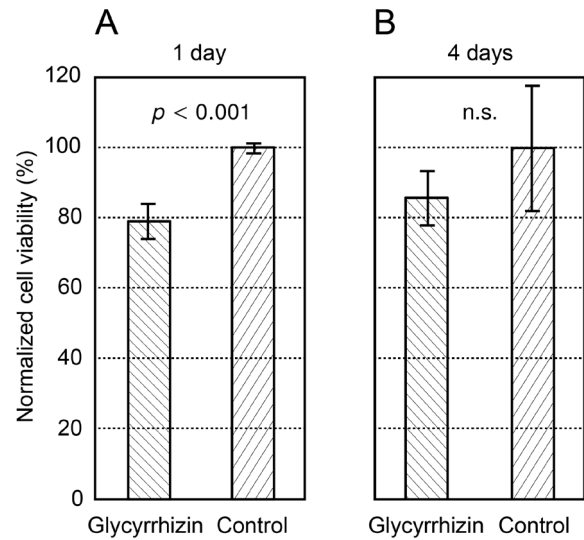 A
B
1 day
4 days
Normalized cell viability (%)
120
100
80
60
40
20
0
p < 0.001
n.s.
Glycyrrhizin Control
Glycyrrhizin Control